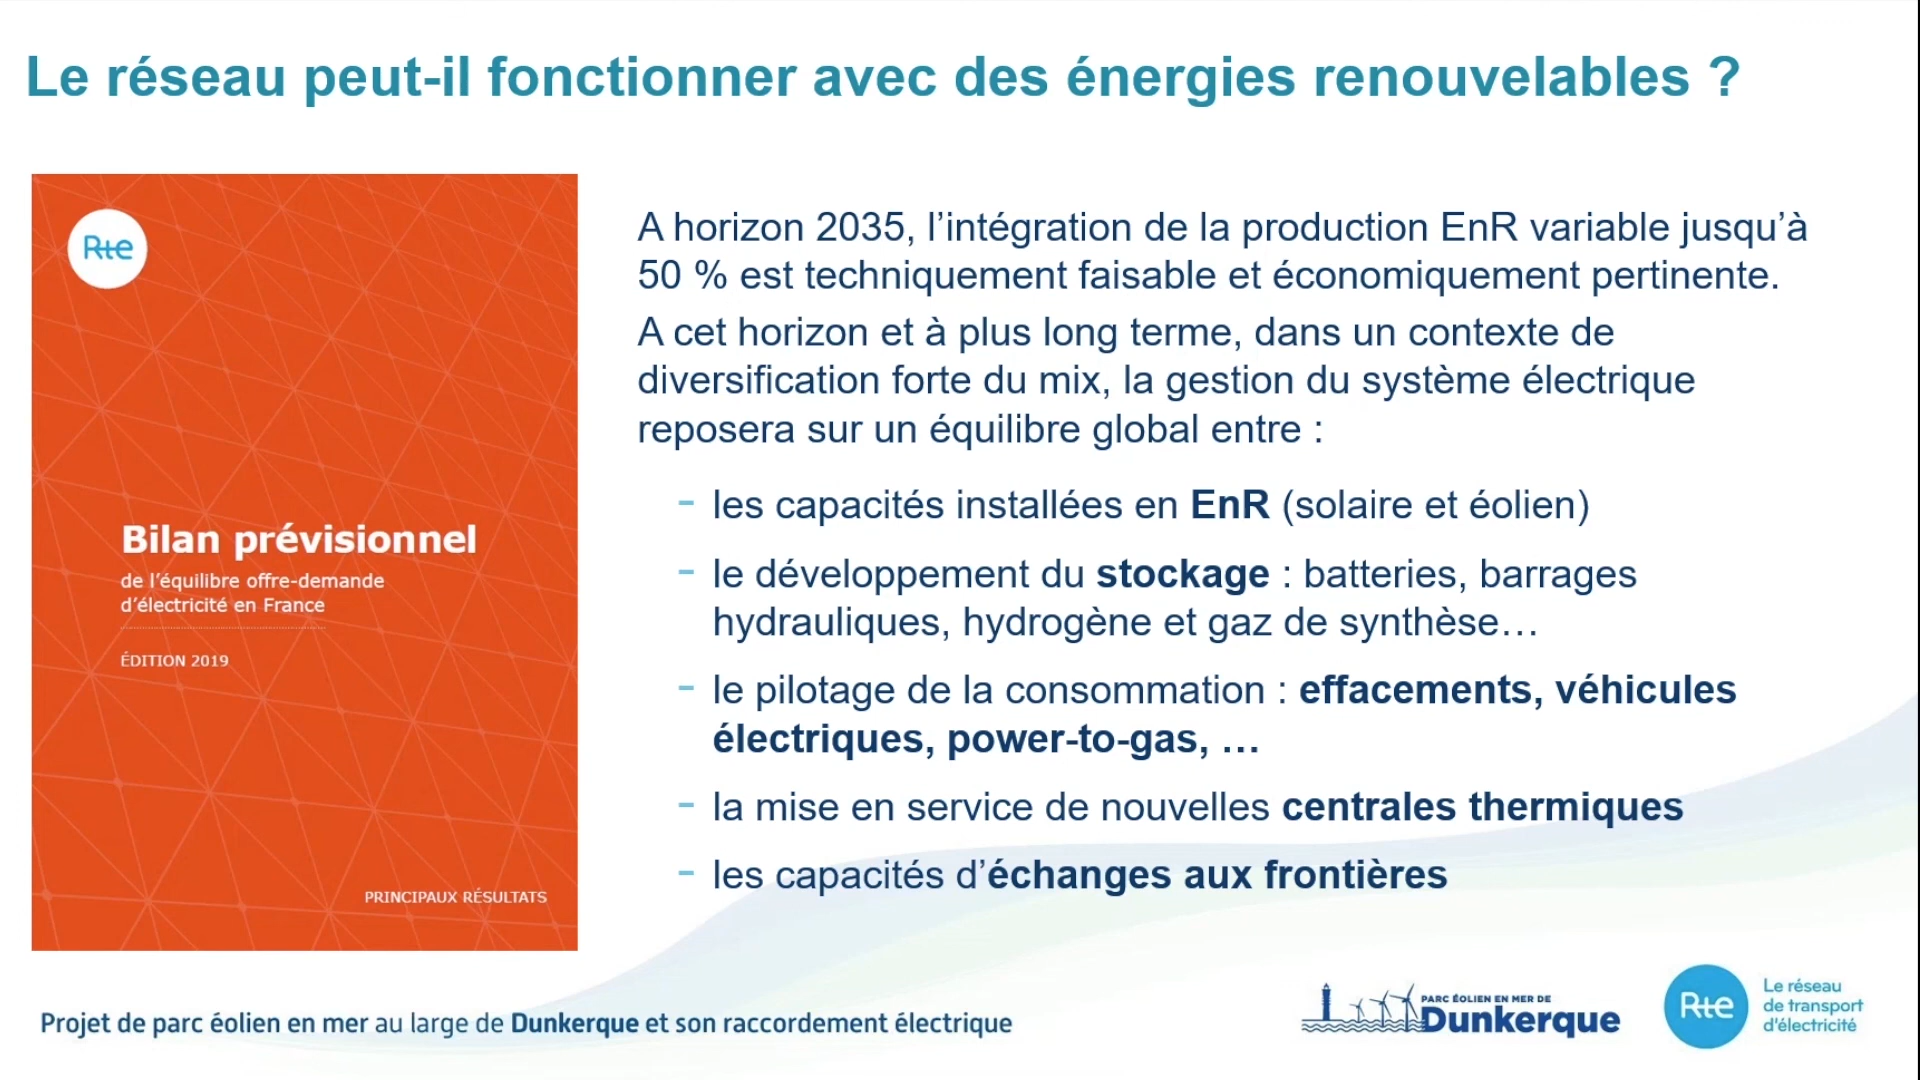 Le réseau peut-il fonctionner avec des énergies renouvelables ?
Rte
Bilan prévisionnel
de l’équilibre offre-demande
d’électricité en France
ÉDITION 2019
PRINCIPAUX RÉSULTATS
A horizon 2035, l’intégration de la production EnR variable jusqu’à
50 % est techniquement faisable et économiquement pertinente.
A cet horizon et à plus long terme, dans un contexte de
diversification forte du mix, la gestion du système électrique
reposera sur un équilibre global entre :
- les capacités installées en EnR (solaire et éolien)
- le développement du stockage : batteries, barrages
hydrauliques, hydrogène et gaz de synthèse…
- le pilotage de la consommation : effacements, véhicules
électriques, power-to-gas, …
- la mise en service de nouvelles centrales thermiques
- les capacités d’échanges aux frontières
Projet de parc éolien en mer au large de Dunkerque et son raccordement électrique
PARC ÉOLIEN EN MER DE
Dunkerque
Rte
Le réseau
de transport
d’électricité